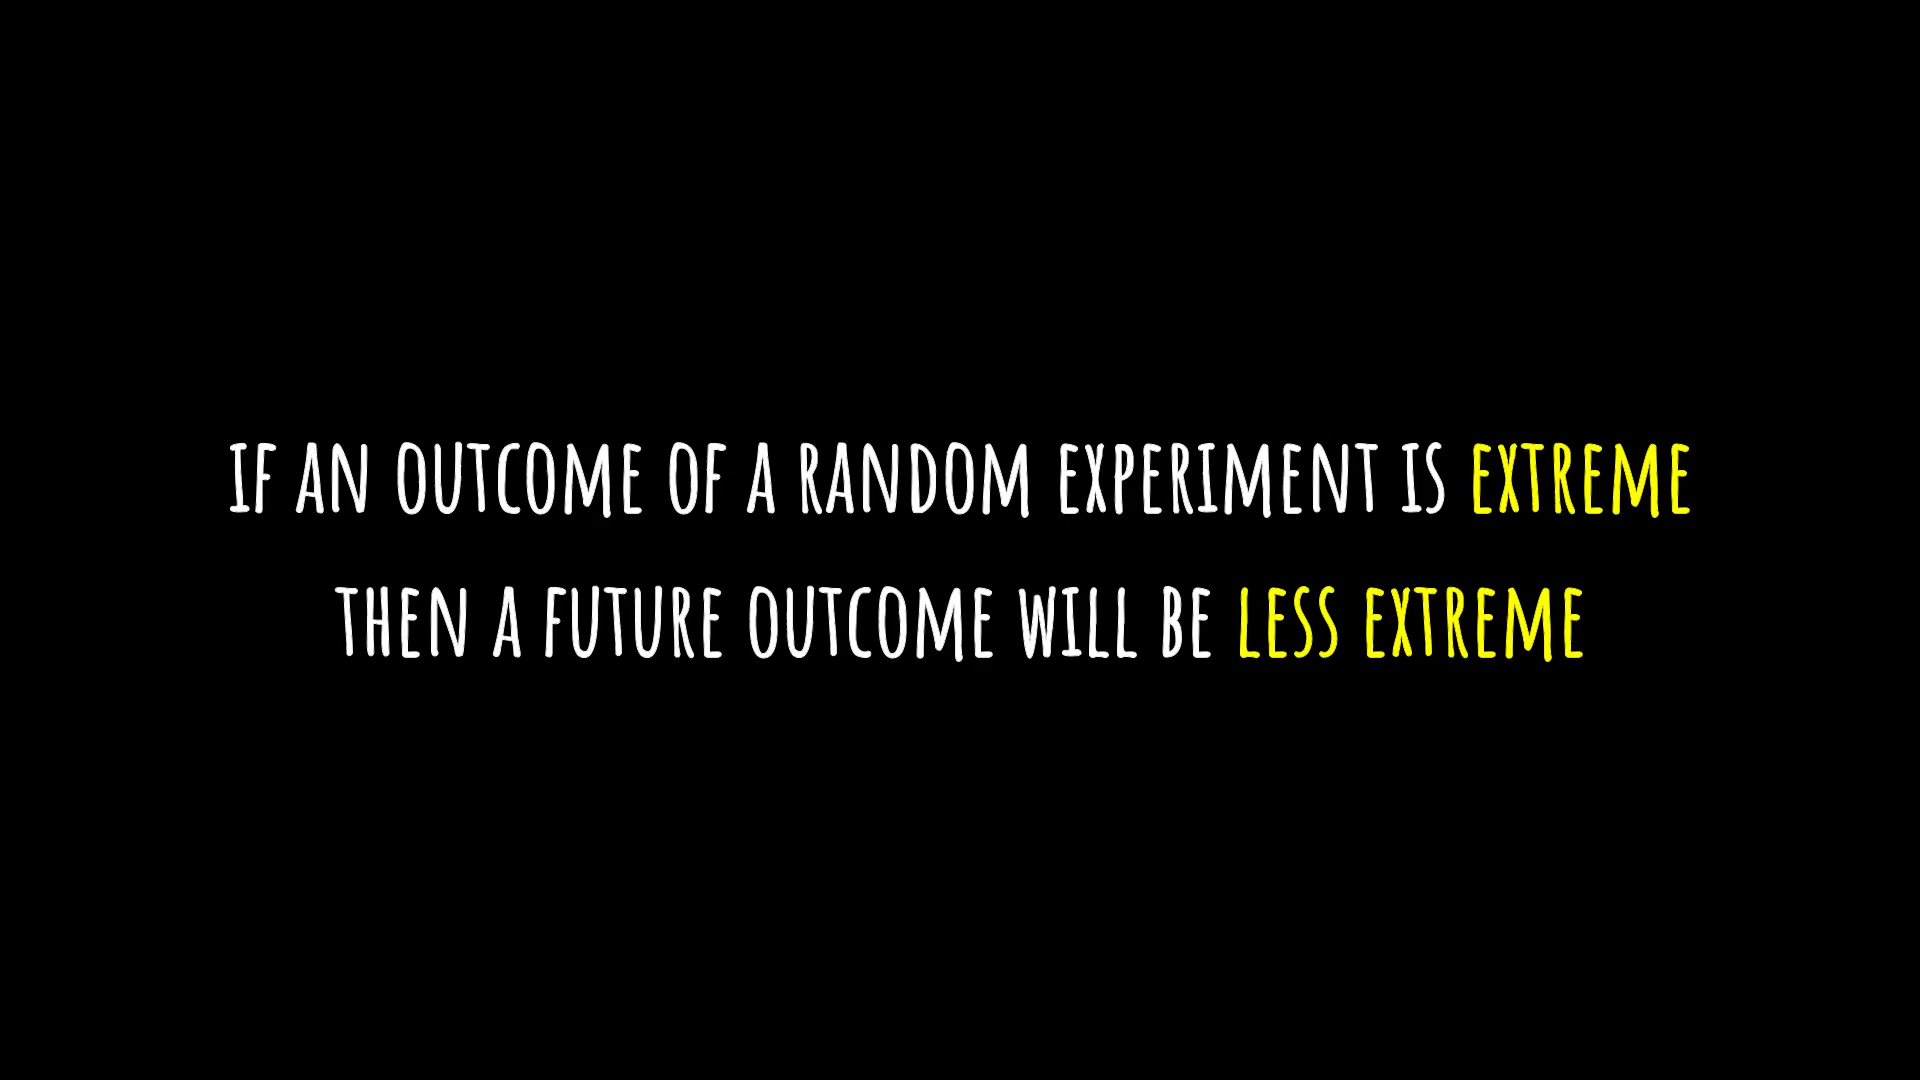 IF AN OUTCOME OF A RANDOM EXPERIMENT IS EXTREME
THEN A FUTURE OUTCOME WILL BE LESS EXTREME